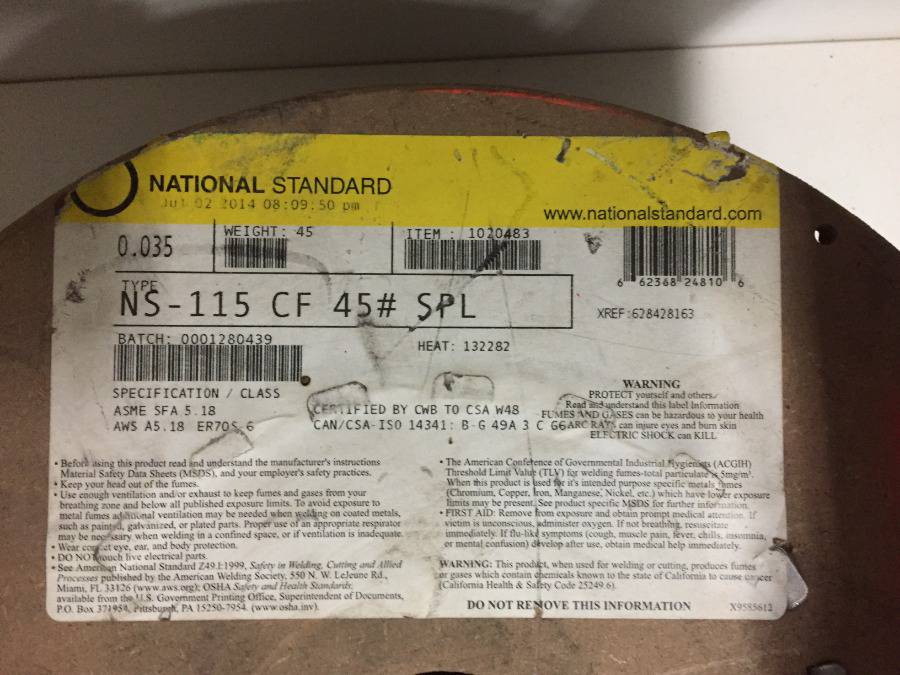 NATIONAL STANDARD
Jul 02 2014 08:09:50 pm
www.nationalstandard.com
0.035
WEIGHT: 45
ITEM : 1020483
6 62368 24810 6
TYPE
NS-115 CF 45# SPL
XREF:628428163
BATCH: 0001280439
HEAT: 132282
SPECIFICATION / CLASS
ASME SFA 5.18
AWS A5.18 ER70S 6
CERTIFIED BY CWB TO CSA W48
CAN/CSA-ISO 14341: B-G 49A 3 C G6
WARNING
PROTECT yourself and others.
Read and understand this label Information
FUMES AND GASES can be hazardous to your health
ARC RAYS can injure eyes and burn skin
ELECTRIC SHOCK can KILL
• Before using this product read and understand the manufacturer's instructions
Material Safety Data Sheets (MSDS), and your employer's safety practices.
• Keep your head out of the fumes.
• Use enough ventilation and/or exhaust to keep fumes and gases from your
breathing zone and below all published exposure limits. To avoid exposure to
metal fumes additional ventilation may be needed when welding on coated metals,
such as painted, galvanized, or plated parts. Proper use of an appropriate respirator
may be necessary when welding in a confined space, or if ventilation is inadequate.
• Wear correct eye, ear, and body protection.
DO NOT touch live electrical parts.
• See American National Standard Z49.1:1999, Safety in Welding, Cutting and Allied
Processes published by the American Welding Society, 550 N. W. LeJeune Rd.,
Miami, FL 33126 (www.aws.org); OSHA Safety and Health Standards;
available from the U.S. Government Printing Office, Superintendent of Documents,
P.O. Box 371954, Pittsburgh, PA 15250-7954. (www.osha.inv).
• The American Conference of Governmental Industrial Hygienists (ACGIH)
Threshold Limit Value (TLV) for welding fumes-total particulate is 5mg/m³.
When this product is used for it's intended purpose specific metals fumes
(Chromium, Copper, Iron, Manganese, Nickel, etc.) which have lower exposure
limits may be present. See product specific MSDS for further information.
• FIRST AID: Remove from exposure and obtain prompt medical attention. If
victim is unconscious, administer oxygen. If not breathing, resuscitate
immediately. If flu-like symptoms (cough, muscle pain, fever, chills, insomnia,
or mental confusion) develop after use, obtain medical help immediately.
WARNING: This product, when used for welding or cutting, produces fumes
or gases which contain chemicals known to the state of California to cause cancer
(California Health & Safety Code 25249.6).
DO NOT REMOVE THIS INFORMATION
X9585612